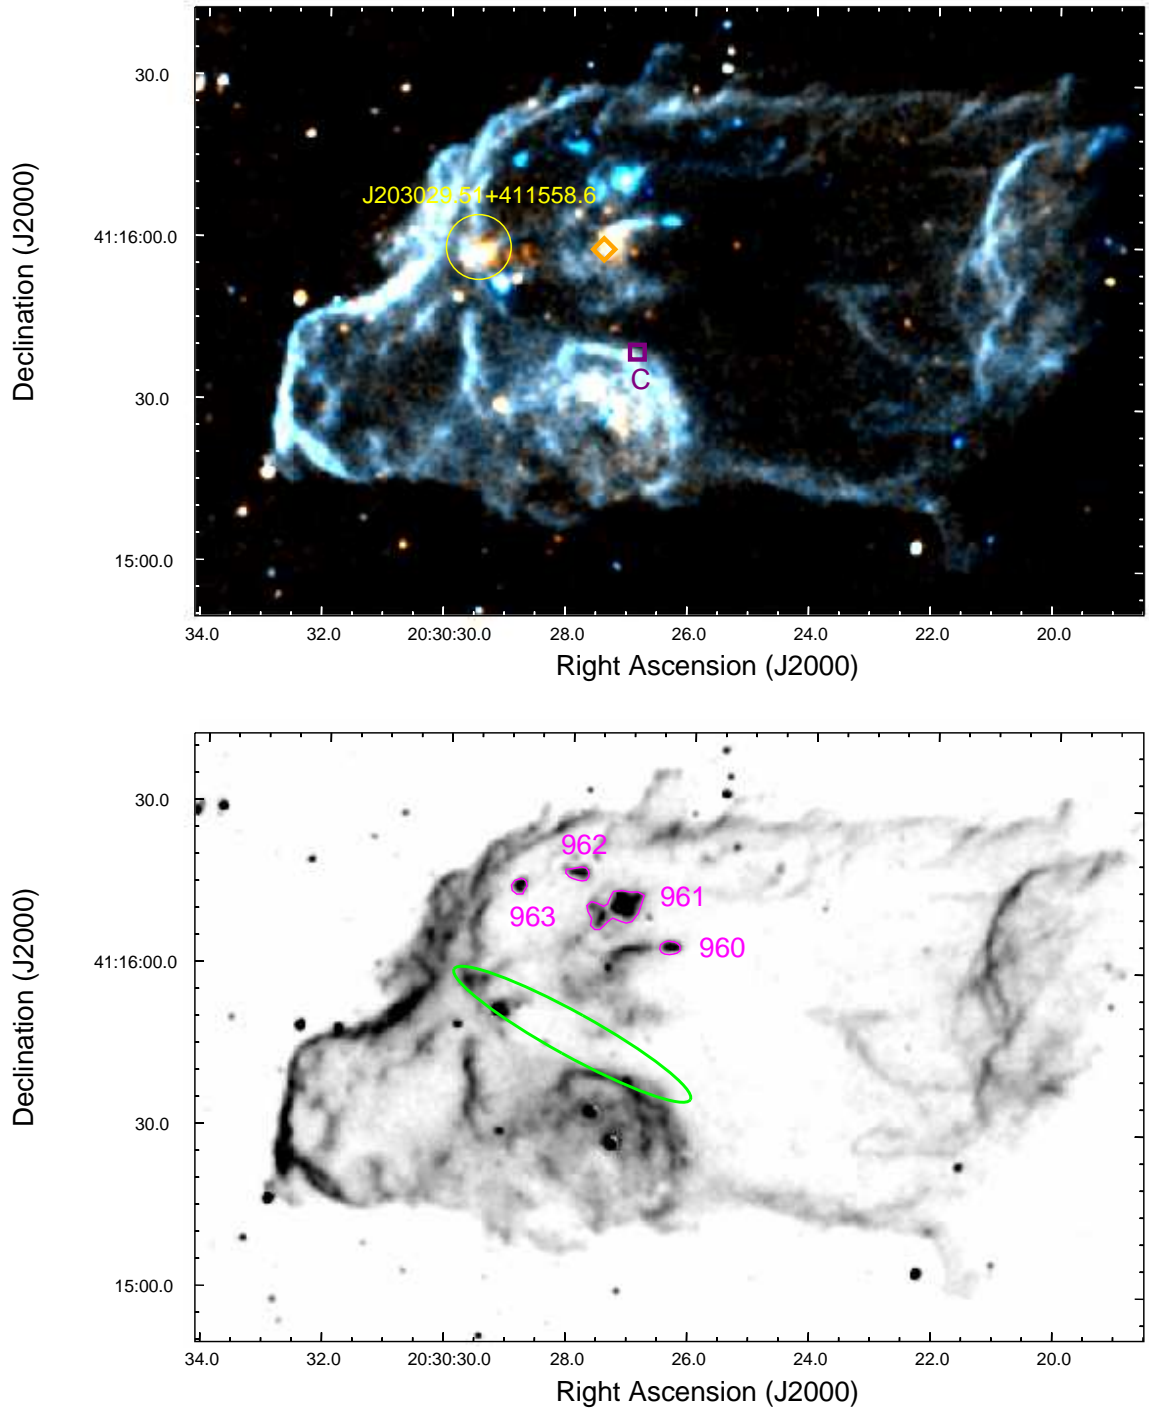 30.0
J203029.51+411558.6
41:16:00.0
C
30.0
15:00.0
Declination (J2000)
34.0 32.0 20:30:30.0 28.0 26.0 24.0 22.0 20.0
Right Ascension (J2000)
30.0
962
963
961
960
41:16:00.0
30.0
15:00.0
Declination (J2000)
34.0 32.0 20:30:30.0 28.0 26.0 24.0 22.0 20.0
Right Ascension (J2000)